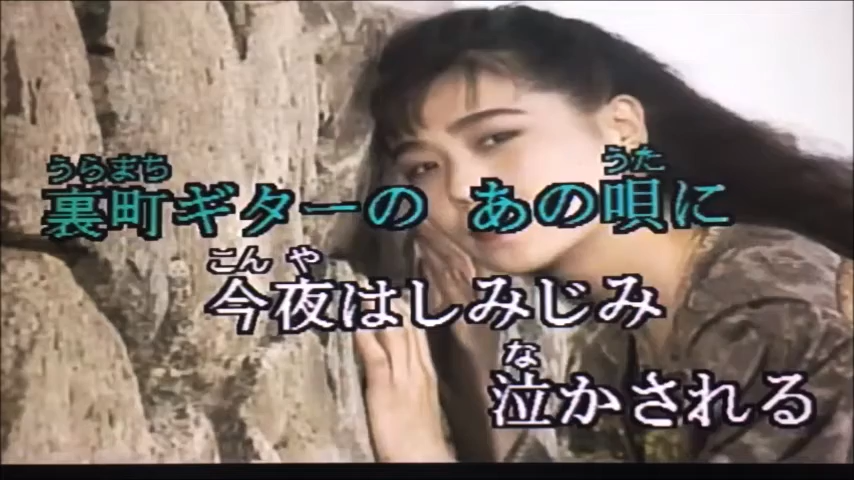 うらまち うた
裏町ギターの あの唄に
こんや
今夜はしみじみ
な
泣かされる